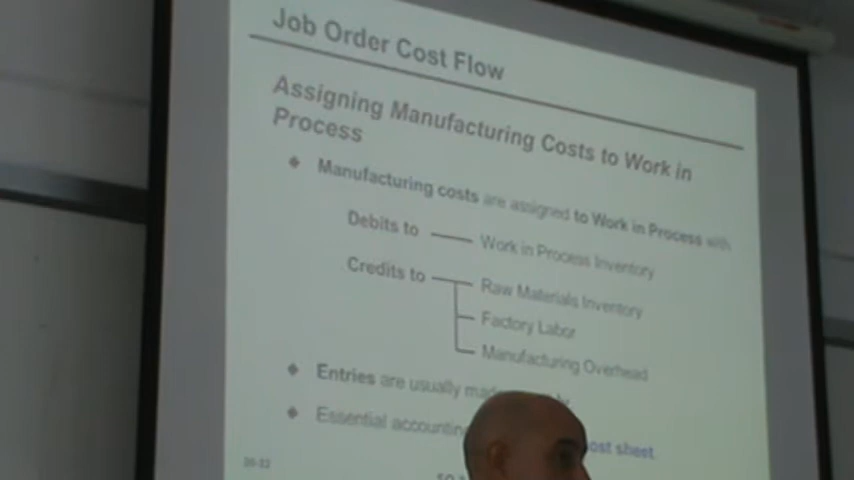 Job Order Cost Flow
Assigning Manufacturing Costs to Work in
Process
Manufacturing costs are assigned to Work in Process with
Debits to
Work in Process Inventory
Credits to
Raw Materials Inventory
Factory Labor
Manufacturing Overhead
Entries are usually
Essential accounting
cost sheet